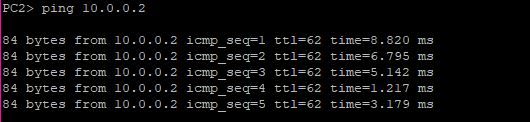 PC2> ping 10.0.0.2
84 bytes from 10.0.0.2 icmp_seq=1 ttl=62 time=8.820 ms
84 bytes from 10.0.0.2 icmp_seq=2 ttl=62 time=6.795 ms
84 bytes from 10.0.0.2 icmp_seq=3 ttl=62 time=5.142 ms
84 bytes from 10.0.0.2 icmp_seq=4 ttl=62 time=1.217 ms
84 bytes from 10.0.0.2 icmp_seq=5 ttl=62 time=3.179 ms